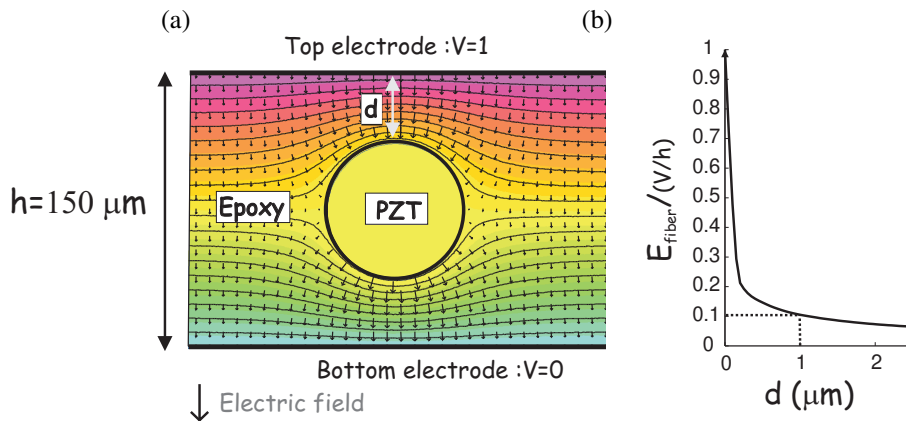 (a)
Top electrode :V=1
d
h=150 μm
Epoxy
PZT
Bottom electrode :V=0
Electric field
(b)
E_fiber/(V/h)
1
0.9
0.8
0.7
0.6
0.5
0.4
0.3
0.2
0.1
0
0
1
2
d (μm)